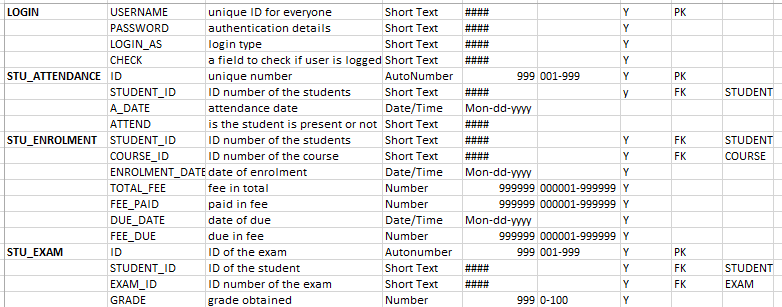 LOGIN USERNAME unique ID for everyone Short Text #### Y PK
PASSWORD authentication details Short Text #### Y
LOGIN_AS login type Short Text #### Y
CHECK a field to check if user is logged Short Text #### Y
STU_ATTENDANCE ID unique number AutoNumber 999 001-999 Y PK
STUDENT_ID ID number of the students Short Text #### y FK STUDENT
A_DATE attendance date Date/Time Mon-dd-yyyy
ATTEND is the student is present or not Short Text ####
STU_ENROLMENT STUDENT_ID ID number of the students Short Text #### Y FK STUDENT
COURSE_ID ID number of the course Short Text #### Y FK COURSE
ENROLMENT_DATE date of enrolment Date/Time Mon-dd-yyyy Y
TOTAL_FEE fee in total Number 999999 000001-999999 Y
FEE_PAID paid in fee Number 999999 000001-999999 Y
DUE_DATE date of due Date/Time Mon-dd-yyyy Y
FEE_DUE due in fee Number 999999 000001-999999 Y
STU_EXAM ID ID of the exam Autonumber 999 001-999 Y PK
STUDENT_ID ID of the student Short Text #### Y FK STUDENT
EXAM_ID ID number of the exam Short Text #### Y FK EXAM
GRADE grade obtained Number 999 0-100 Y